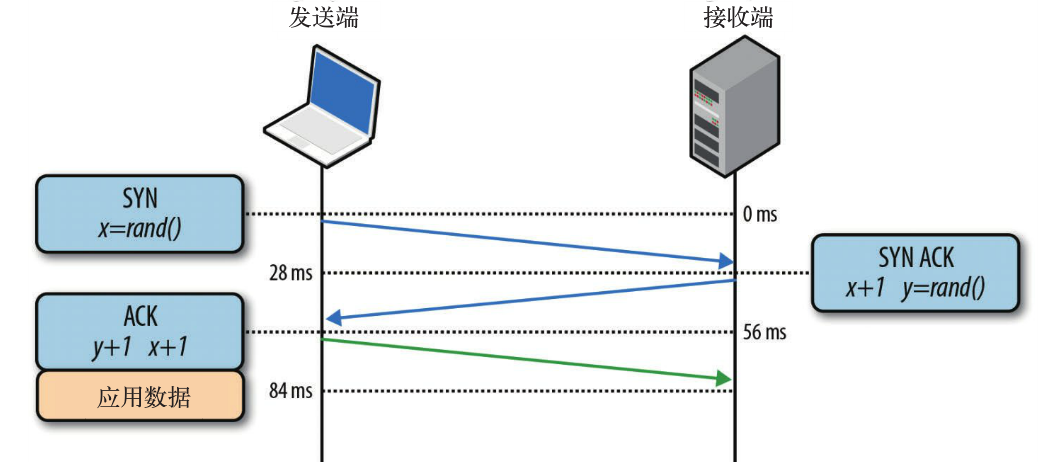 发送端
接收端
SYN
x=rand()
0 ms
28 ms
SYN ACK
x+1 y=rand()
ACK
y+1 x+1
56 ms
应用数据
84 ms